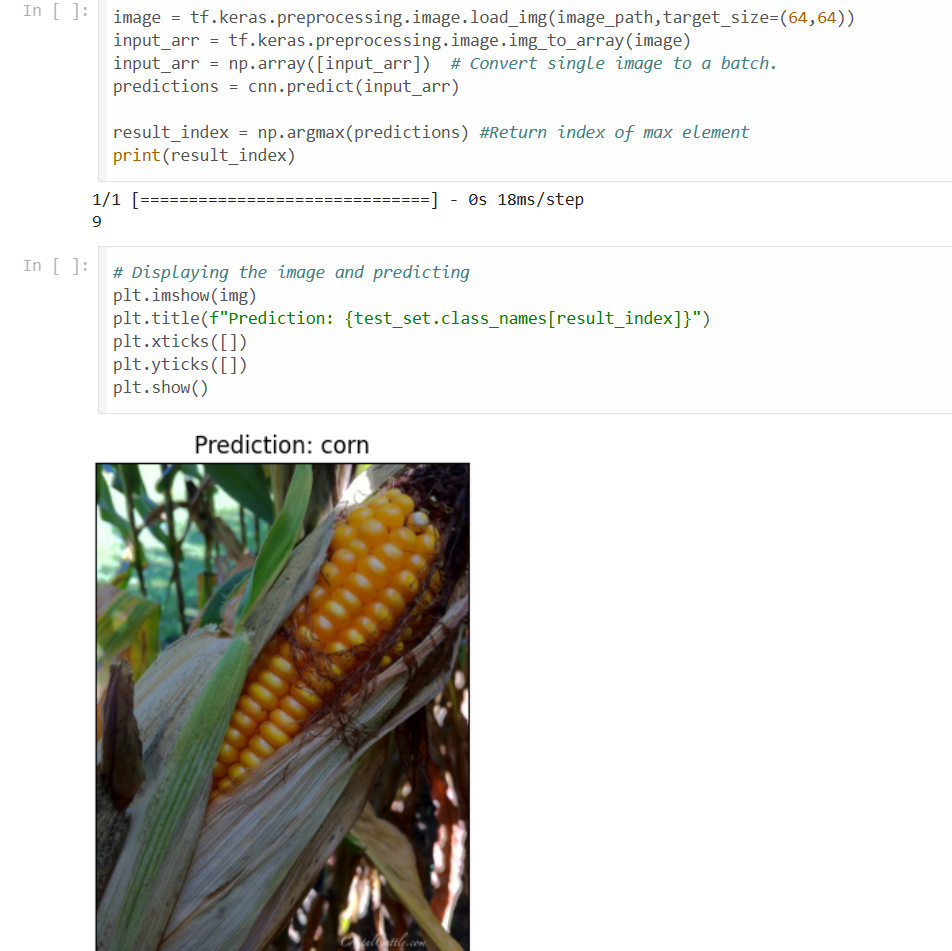 In [ ]:
image = tf.keras.preprocessing.image.load_img(image_path,target_size=(64,64))
input_arr = tf.keras.preprocessing.image.img_to_array(image)
input_arr = np.array([input_arr])  # Convert single image to a batch.
predictions = cnn.predict(input_arr)
result_index = np.argmax(predictions) #Return index of max element
print(result_index)
1/1 [==============================] - 0s 18ms/step
9
In [ ]:
# Displaying the image and predicting
plt.imshow(img)
plt.title(f"Prediction: {test_set.class_names[result_index]}")
plt.xticks([])
plt.yticks([])
plt.show()
Prediction: corn
CrystalCattle.com